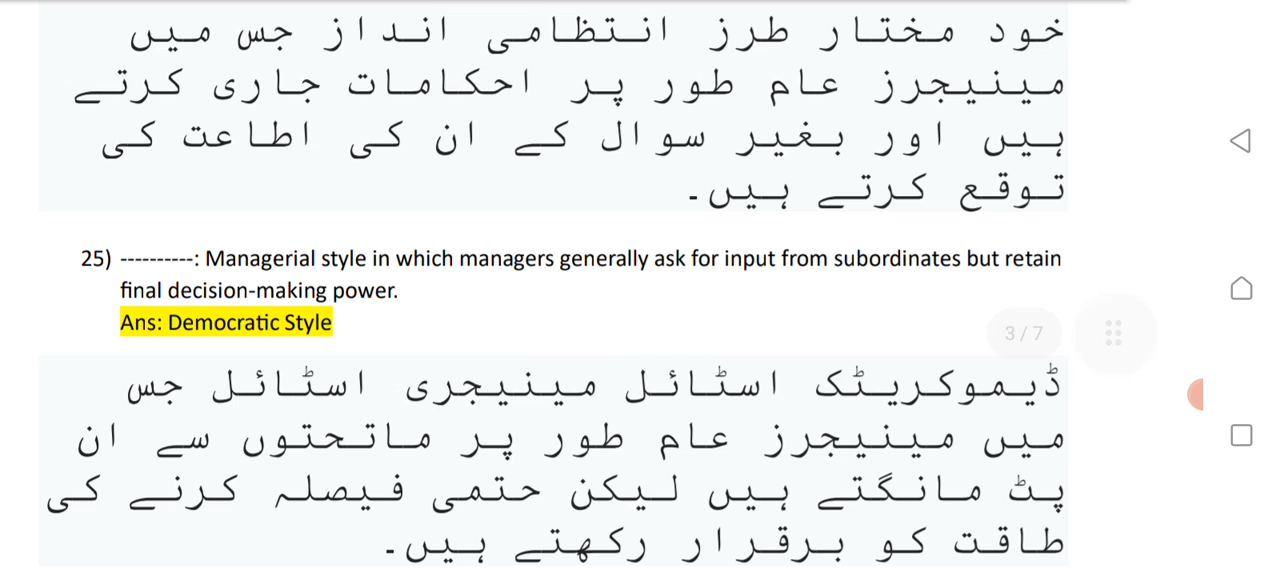 خود مختار طرز انتظامی انداز جس میں
مینیجرز عام طور پر احکامات جاری کرتے
ہیں اور بغیر سوال کے ان کی اطاعت کی
توقع کرتے ہیں۔
25) ----------: Managerial style in which managers generally ask for input from subordinates but retain
final decision-making power.
Ans: Democratic Style
3/7
ڈیموکریٹک اسٹائل مینیجری اسٹائل جس
میں مینیجرز عام طور پر ماتحتوں سے ان
پٹ مانگتے ہیں لیکن حتمی فیصلہ کرنے کی
طاقت کو برقرار رکھتے ہیں۔